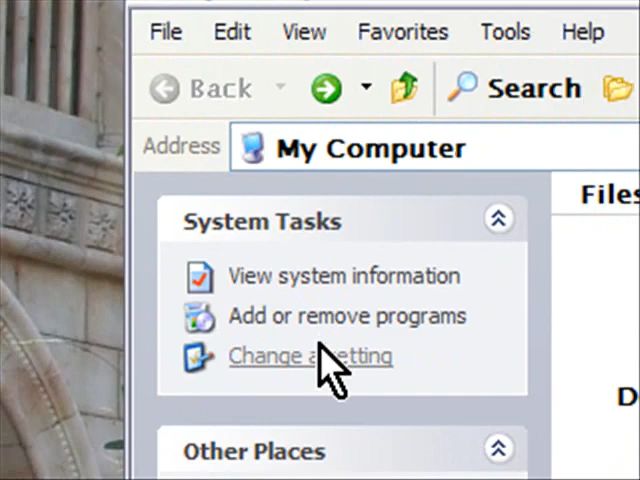 File Edit View Favorites Tools Help
Back Search
Address My Computer
Files
System Tasks
View system information
Add or remove programs
Change a setting
D
Other Places